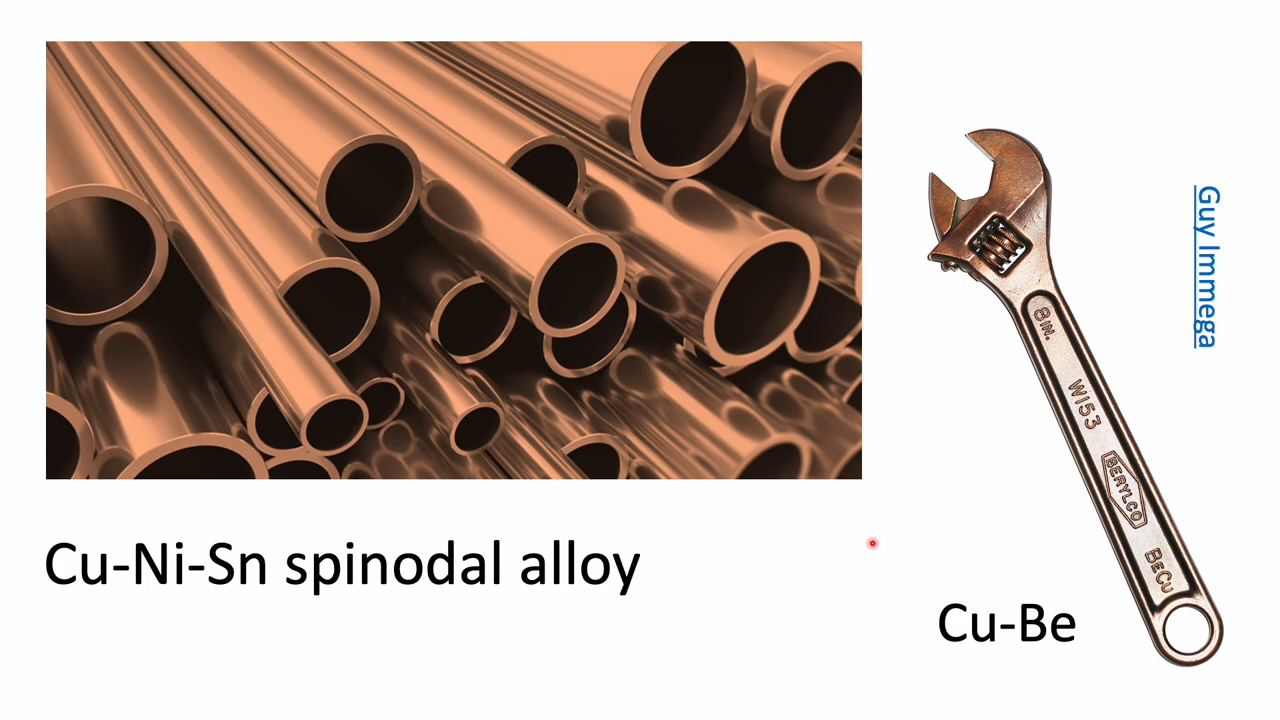 Cu-Ni-Sn spinodal alloy
Cu-Be
Guy Immega
8 IN.
W153
BERYLCO
BeCu